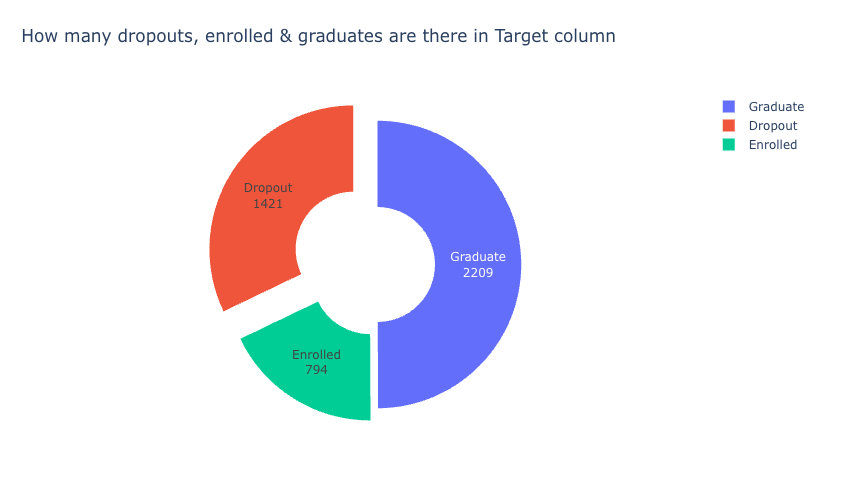 How many dropouts, enrolled & graduates are there in Target column
Graduate
Dropout
Enrolled
Dropout
1421
Graduate
2209
Enrolled
794